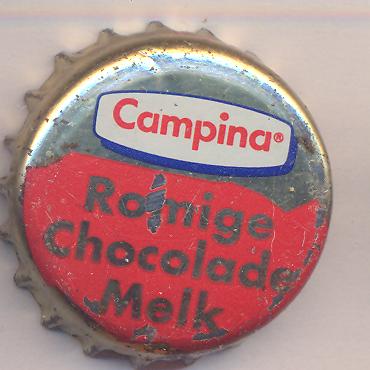 Campina®
Romige
Chocolade
Melk